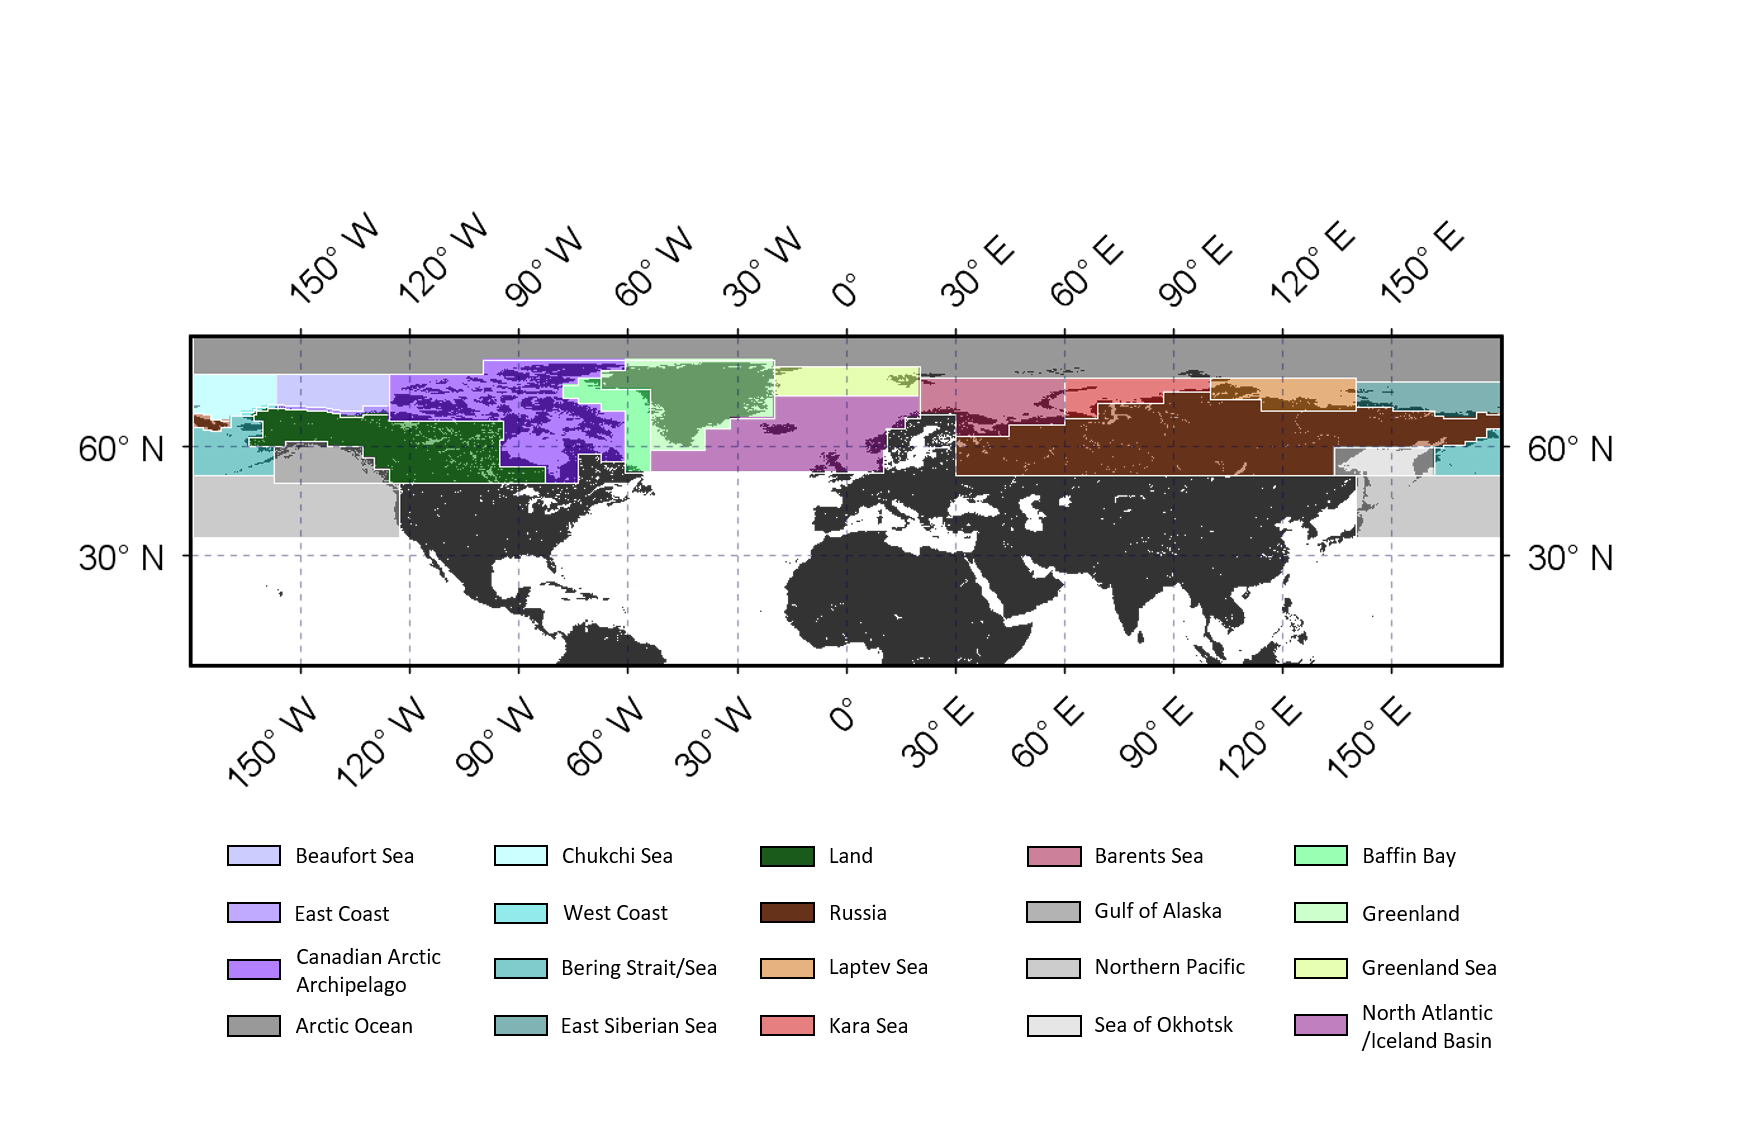 150° W 120° W 90° W 60° W 30° W 0° 30° E 60° E 90° E 120° E 150° E
60° N 60° N
30° N 30° N
150° W 120° W 90° W 60° W 30° W 0° 30° E 60° E 90° E 120° E 150° E
Beaufort Sea Chukchi Sea Land Barents Sea Baffin Bay
East Coast West Coast Russia Gulf of Alaska Greenland
Canadian Arctic
Archipelago Bering Strait/Sea Laptev Sea Northern Pacific Greenland Sea
Arctic Ocean East Siberian Sea Kara Sea Sea of Okhotsk North Atlantic
/Iceland Basin